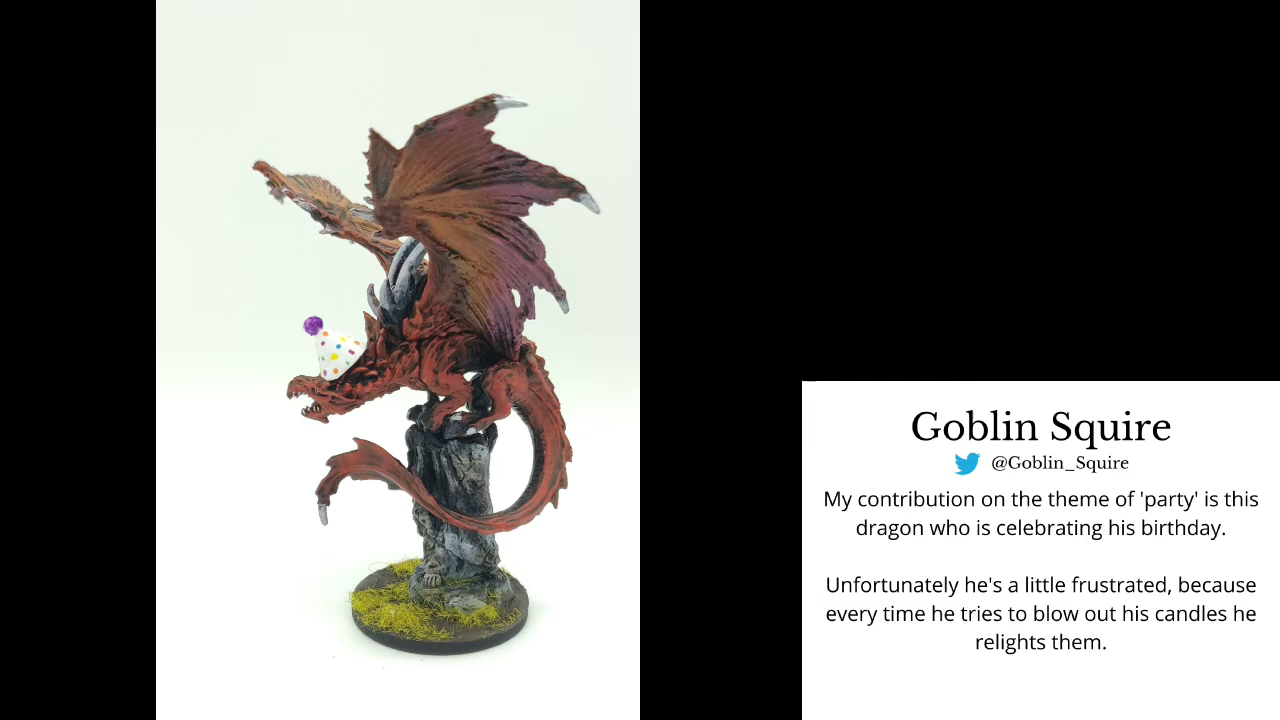 Goblin Squire
@Goblin_Squire
My contribution on the theme of 'party' is this
dragon who is celebrating his birthday.
Unfortunately he's a little frustrated, because
every time he tries to blow out his candles he
relights them.